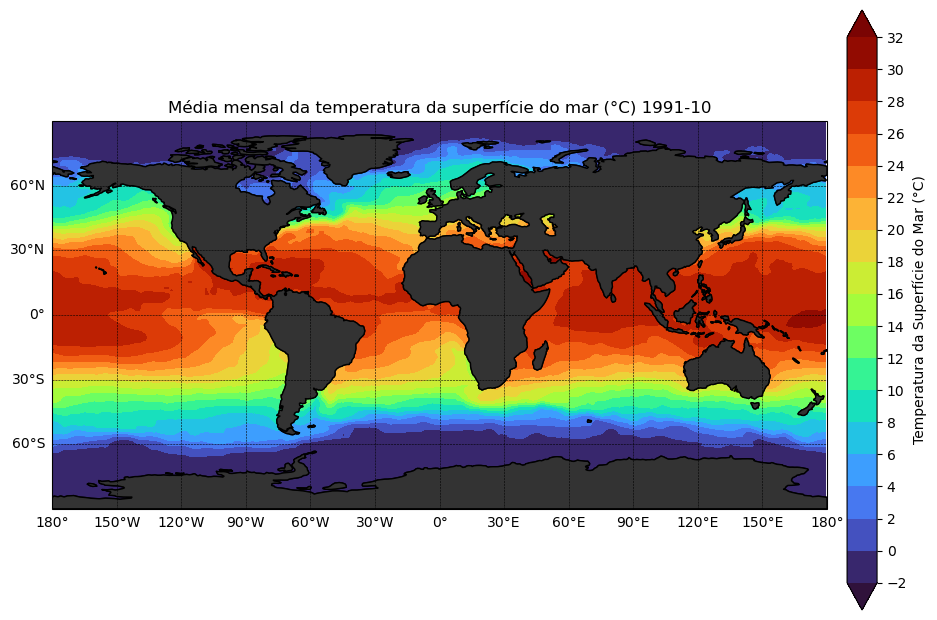 Média mensal da temperatura da superfície do mar (°C) 1991-10
60°N
30°N
0°
30°S
60°S
180° 150°W 120°W 90°W 60°W 30°W 0° 30°E 60°E 90°E 120°E 150°E 180°
32
30
28
26
24
22
20
18
16
14
12
10
8
6
4
2
0
−2
Temperatura da Superfície do Mar (°C)